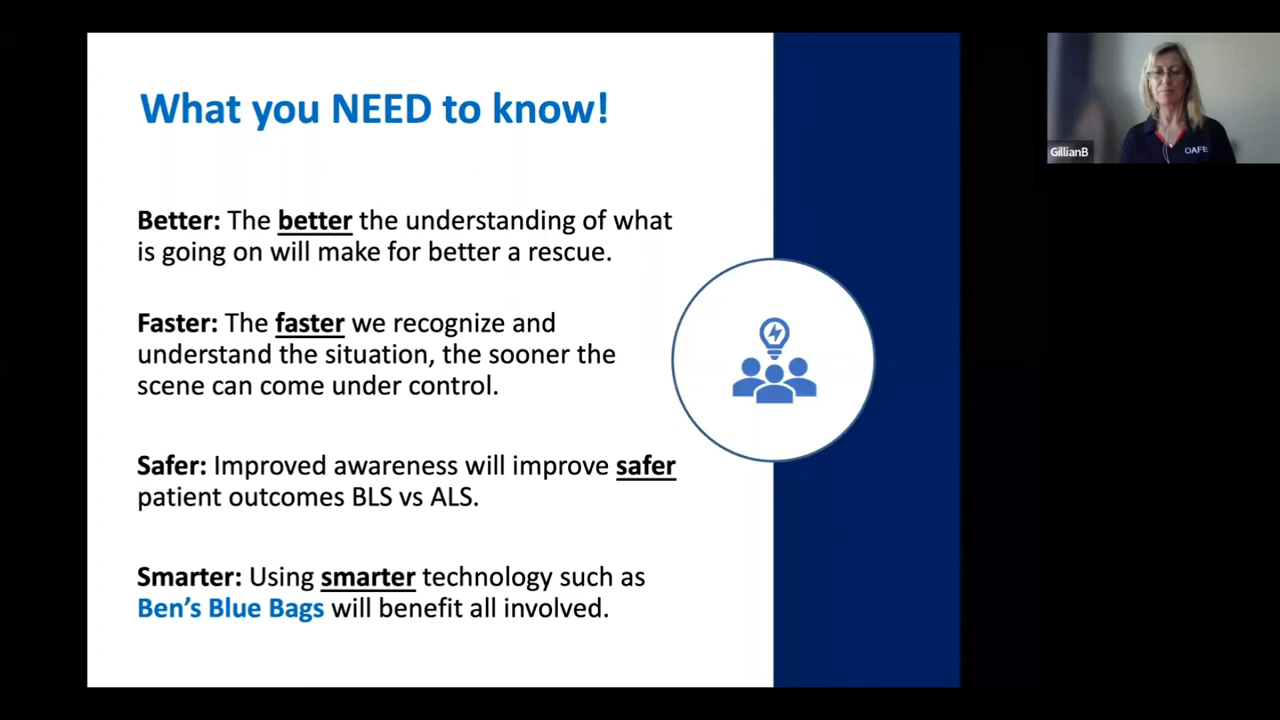 What you NEED to know!
Better: The better the understanding of what
is going on will make for better a rescue.
Faster: The faster we recognize and
understand the situation, the sooner the
scene can come under control.
Safer: Improved awareness will improve safer
patient outcomes BLS vs ALS.
Smarter: Using smarter technology such as
Ben's Blue Bags will benefit all involved.
OAFE
GillianB